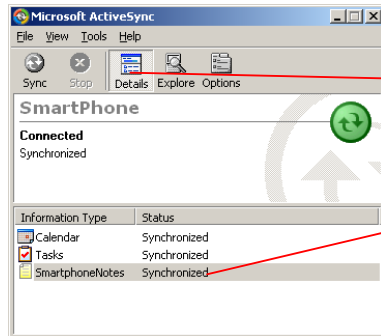 Microsoft ActiveSync
File View Tools Help
Sync Stop Details Explore Options
SmartPhone
Connected
Synchronized
Information Type Status
Calendar Synchronized
Tasks Synchronized
SmartphoneNotes Synchronized